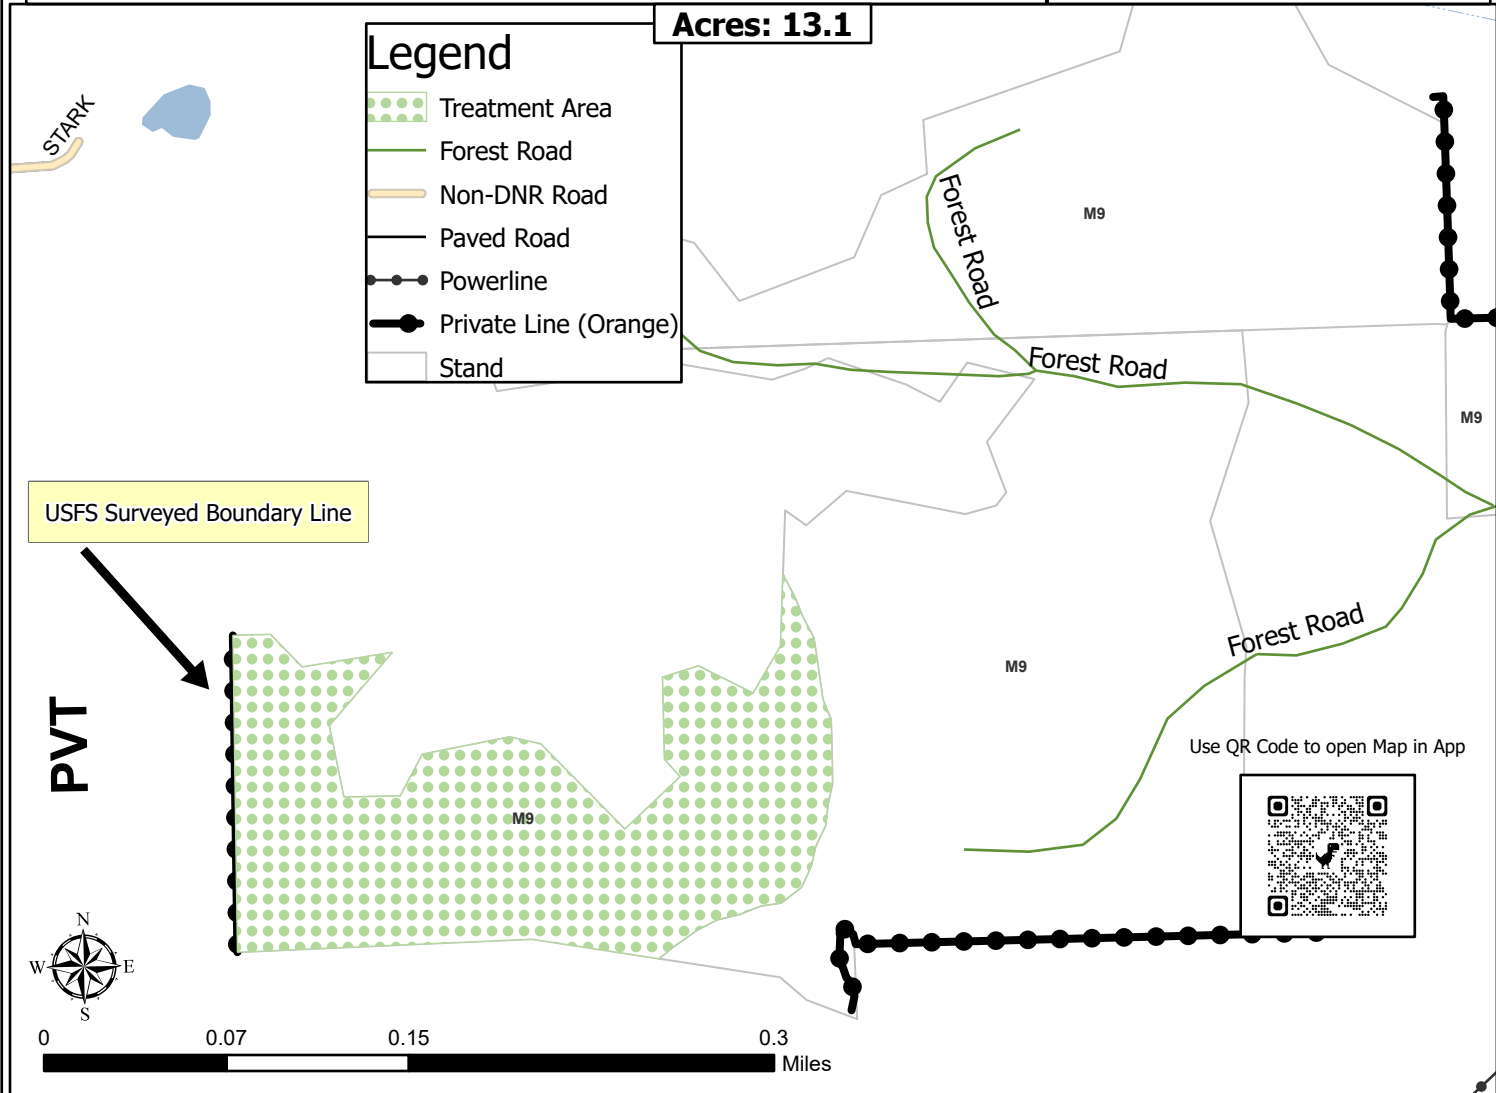 Acres: 13.1
Legend
Treatment Area
Forest Road
Non-DNR Road
Paved Road
Powerline
Private Line (Orange)
Stand
STARK
Forest Road
M9
Forest Road
M9
USFS Surveyed Boundary Line
Forest Road
M9
PVT
Use QR Code to open Map in App
M9
N
W E
S
0 0.07 0.15 0.3
Miles